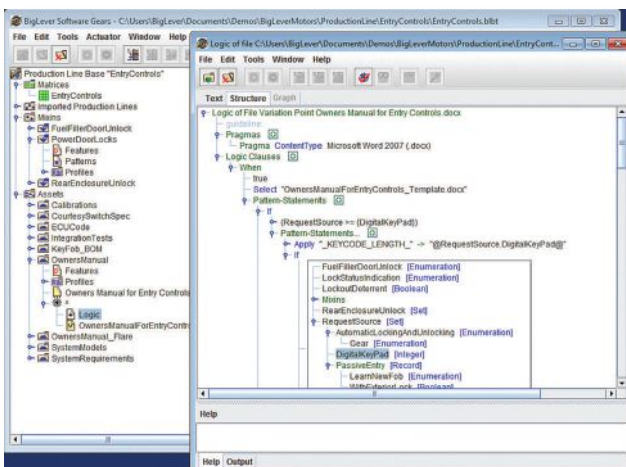 BigLever Software Gears - C:\Users\BigLever\Documents\Demos\BigLeverMotors\ProductionLine\EntryControls\EntryControls.blbt
File Edit Tools Actuator Window Help
Production Line Base "EntryControls"
Matrices
EntryControls
Imported Production Lines
Mixins
FuelFillerDoorUnlock
PowerDoorLocks
Features
Patterns
Profiles
RearEnclosureUnlock
Assets
Calibrations
CourtesySwitchSpec
ECUCode
IntegrationTests
KeyFob_BOM
OwnersManual
Features
Profiles
Owners Manual for Entry Controls
*
Logic
OwnersManualForEntryContr
OwnersManual_Flare
SystemModels
SystemRequirements
Logic of file C:\Users\BigLever\Documents\Demos\BigLeverMotors\ProductionLine\EntryCont...
File Edit Tools Window Help
Text Structure Graph
Logic of File Variation Point Owners Manual for Entry Controls.docx
guideline
Pragmas
Pragma ContentType Microsoft Word 2007 (.docx)
Logic Clauses
When
true
Select "OwnersManualForEntryControls_Template.docx"
Pattern-Statements
If
(RequestSource >= {DigitalKeyPad})
Pattern-Statements...
Apply "_KEYCODE_LENGTH_" -> "@RequestSource.DigitalKeyPad@"
If
FuelFillerDoorUnlock [Enumeration]
LockStatusIndication [Enumeration]
LockoutDeterrent [Boolean]
Mixins
RearEnclosureUnlock [Set]
RequestSource [Set]
AutomaticLockingAndUnlocking [Enumeration]
Gear [Enumeration]
DigitalKeyPad [Integer]
PassiveEntry [Record]
LearnNewFob [Enumeration]
WithExteriorLock [Boolean]
Help
Help Output